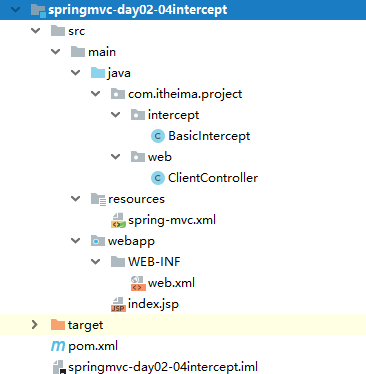 springmvc-day02-04intercept
src
main
java
com.itheima.project
intercept
BasicIntercept
web
ClientController
resources
spring-mvc.xml
webapp
WEB-INF
web.xml
index.jsp
target
pom.xml
springmvc-day02-04intercept.iml